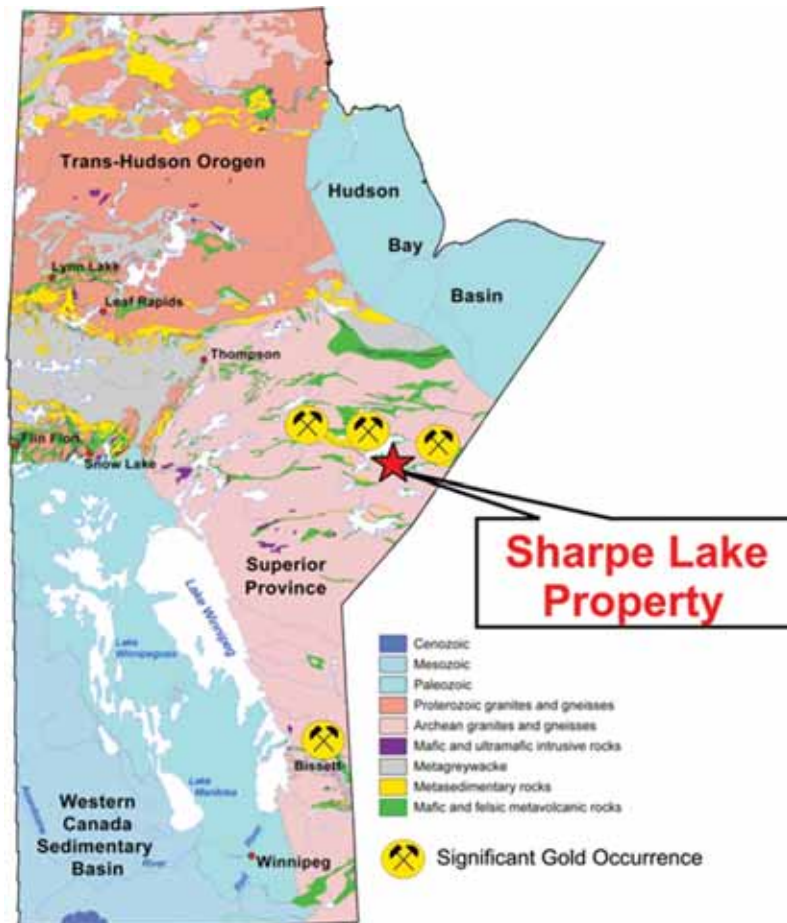 Trans-Hudson Orogen
Hudson
Bay
Basin
Lynn Lake
Leaf Rapids
Thompson
Flin Flon
Snow Lake
Sharpe Lake
Property
Superior
Province
Lake Winnipeg
Lake
Winnipegosis
Cenozoic
Mesozoic
Paleozoic
Proterozoic granites and gneisses
Archean granites and gneisses
Mafic and ultramafic intrusive rocks
Metagreywacke
Metasedimentary rocks
Mafic and felsic metavolcanic rocks
Bissett
Lake
Manitoba
Western
Canada
Sedimentary
Basin
River
Winnipeg
Significant Gold Occurrence